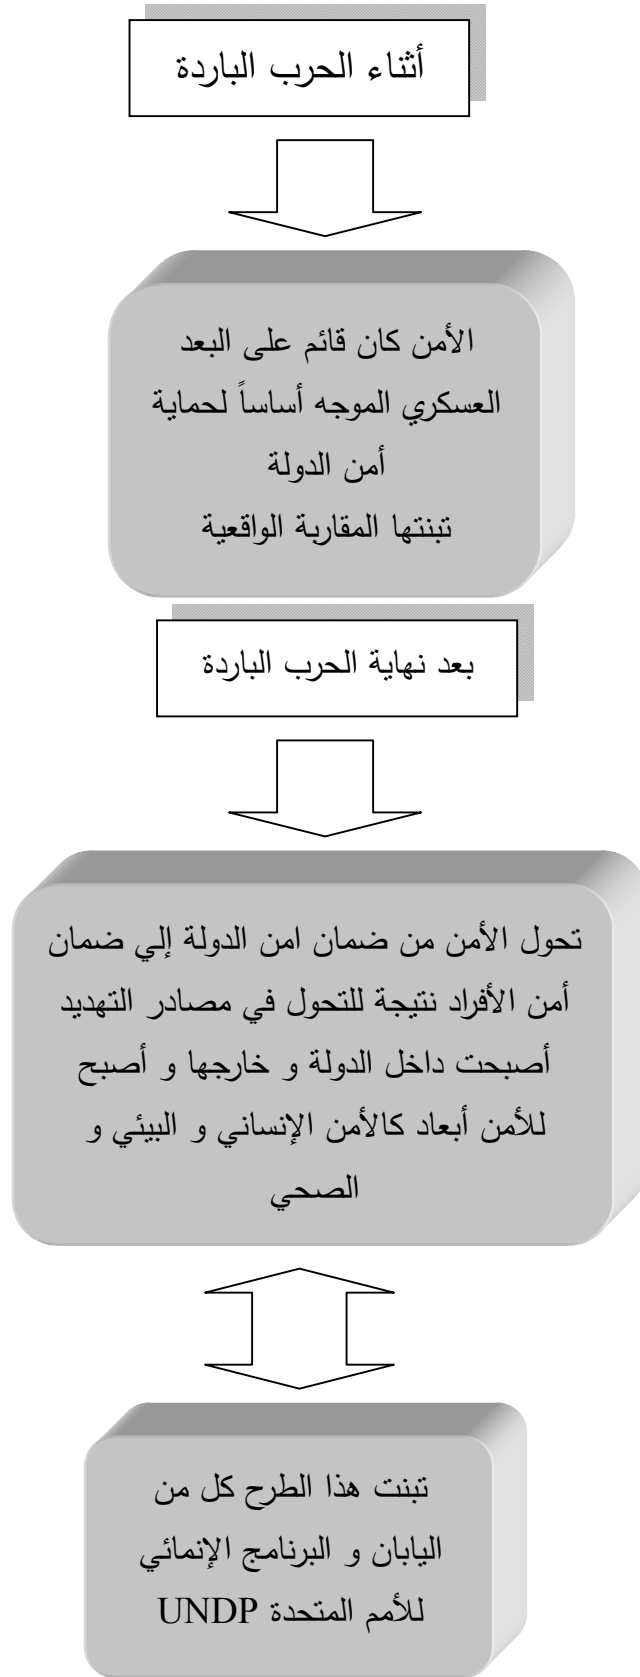 أثناء الحرب الباردة
الأمن كان قائم على البعد
العسكري الموجه أساساً لحماية
أمن الدولة
تبنتها المقاربة الواقعية
بعد نهاية الحرب الباردة
تحول الأمن من ضمان امن الدولة إلي ضمان
أمن الأفراد نتيجة للتحول في مصادر التهديد
أصبحت داخل الدولة و خارجها و أصبح
للأمن أبعاد كالأمن الإنساني و البيئي و
الصحي
تبنت هذا الطرح كل من
اليابان و البرنامج الإنمائي
للأمم المتحدة UNDP